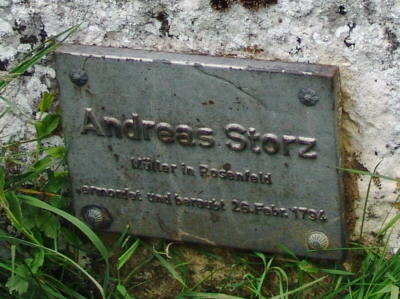 Andreas Storz
Müller in Rosenfeld
ermordet und beraubt 26. Febr. 1794